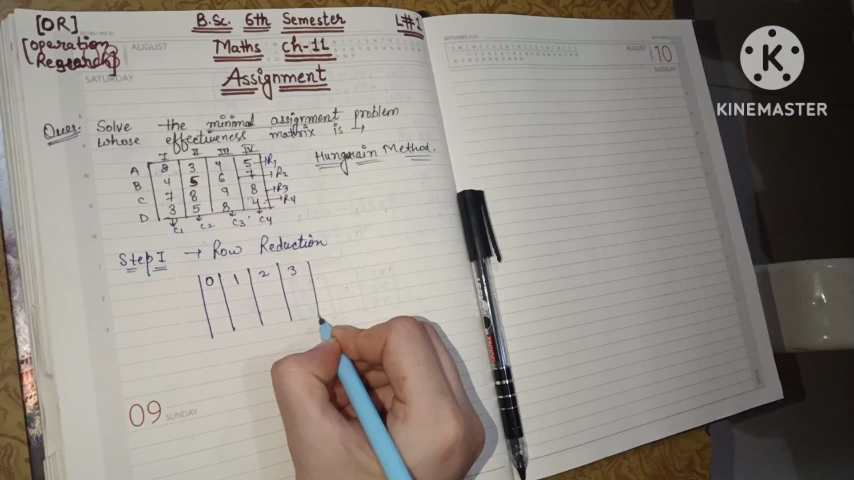 [OR]
[operation
Research]
B.Sc. 6th Semester
L#1
AUGUST
Maths ch-11
SATURDAY
Assignment
Ques. Solve the minimal assignment problem
whose effectiveness matrix is →
I II III IV
A 2 3 4 5 → R1
B 4 5 6 7 → R2
C 7 8 9 8 → R3
D 3 5 8 4 → R4
C1 C2 C3 C4
Hungrain Method.
Step I → Row Reduction
0 1 2 3
09 SUNDAY
AUGUST 10
MONDAY
KINEMASTER